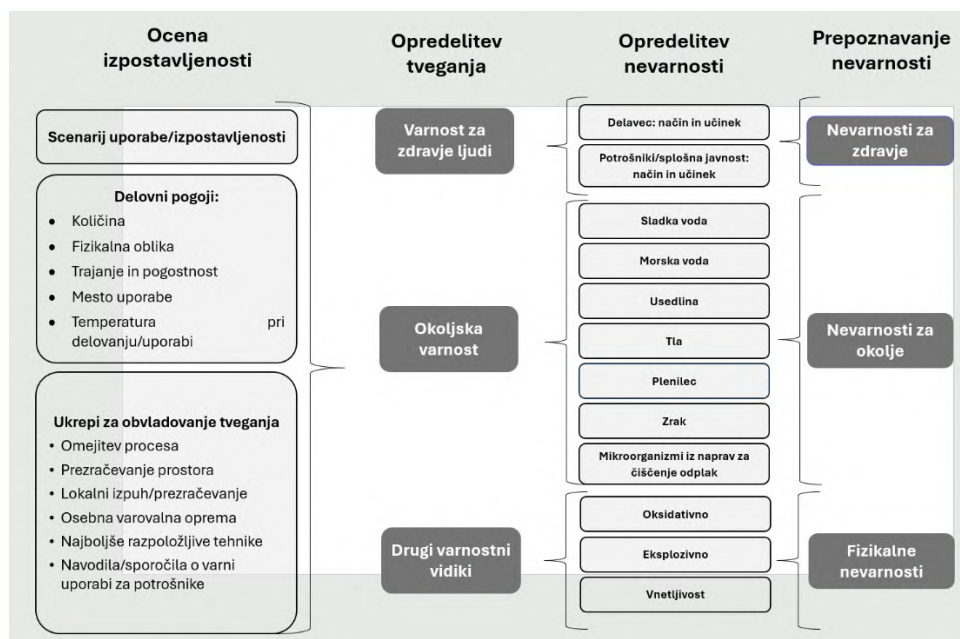 Ocena
izpostavljenosti
Opredelitev
tveganja
Opredelitev
nevarnosti
Prepoznavanje
nevarnosti
Scenarij uporabe/izpostavljenosti
Delovni pogoji:
• Količina
• Fizikalna oblika
• Trajanje in pogostnost
• Mesto uporabe
• Temperatura pri
delovanju/uporabi
Ukrepi za obvladovanje tveganja
• Omejitev procesa
• Prezračevanje prostora
• Lokalni izpuh/prezračevanje
• Osebna varovalna oprema
• Najboljše razpoložljive tehnike
• Navodila/sporočila o varni
uporabi za potrošnike
Varnost za
zdravje ljudi
Okoljska
varnost
Drugi varnostni
vidiki
Delavec: način in učinek
Potrošniki/splošna javnost:
način in učinek
Sladka voda
Morska voda
Usedlina
Tla
Plenilec
Zrak
Mikroorganizmi iz naprav za
čiščenje odplak
Oksidativno
Eksplozivno
Vnetljivost
Nevarnosti za
zdravje
Nevarnosti za
okolje
Fizikalne
nevarnosti